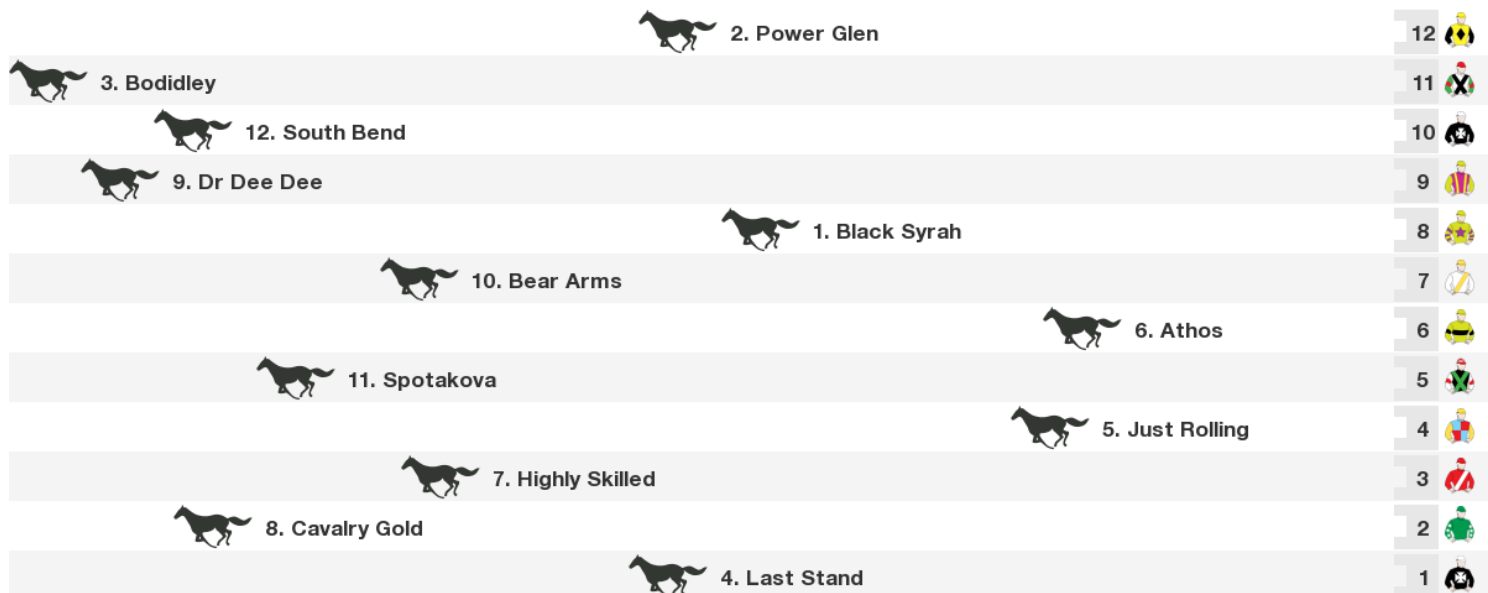 2. Power Glen 12
3. Bodidley 11
12. South Bend 10
9. Dr Dee Dee 9
1. Black Syrah 8
10. Bear Arms 7
6. Athos 6
11. Spotakova 5
5. Just Rolling 4
7. Highly Skilled 3
8. Cavalry Gold 2
4. Last Stand 1